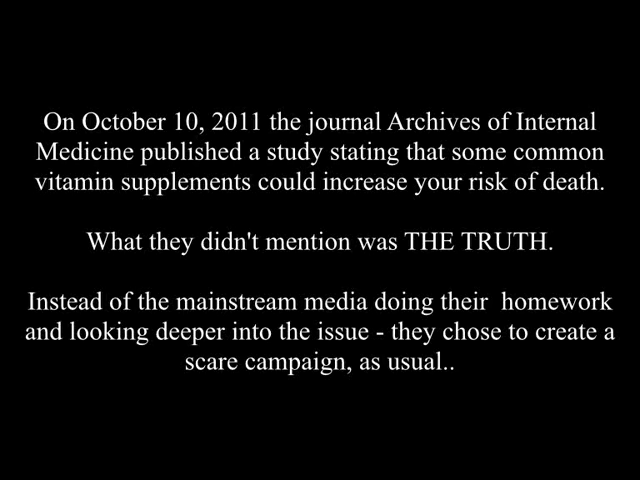 On October 10, 2011 the journal Archives of Internal
Medicine published a study stating that some common
vitamin supplements could increase your risk of death.
What they didn't mention was THE TRUTH.
Instead of the mainstream media doing their  homework
and looking deeper into the issue - they chose to create a
scare campaign, as usual..